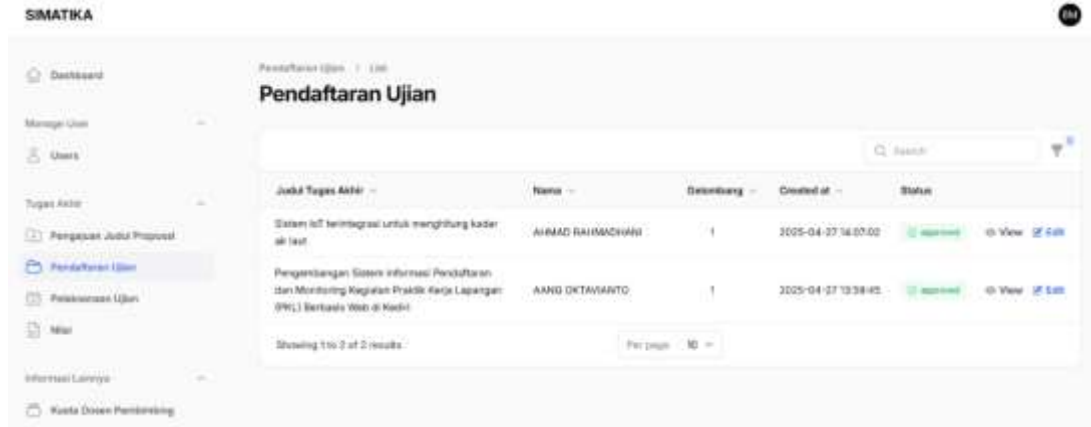 SIMATIKA
EM
Dashboard
Manage User
Users
Tugas Akhir
Pengajuan Judul Proposal
Pendaftaran Ujian
Pelaksanaan Ujian
Nilai
Informasi Lainnya
Kuota Dosen Pembimbing
Pendaftaran Ujian > List
Pendaftaran Ujian
Search
0
Judul Tugas Akhir Nama Gelombang Created at Status
Sistem IoT terintegrasi untuk menghitung kadar
air laut
AHMAD RAHMADHANI 1 2025-04-27 14:07:02 approved View Edit
Pengembangan Sistem Informasi Pendaftaran
dan Monitoring Kegiatan Praktik Kerja Lapangan
(PKL) Berbasis Web di Kediri
AANG OKTAVIANTO 1 2025-04-27 13:58:45 approved View Edit
Showing 1 to 2 of 2 results
Per page 10